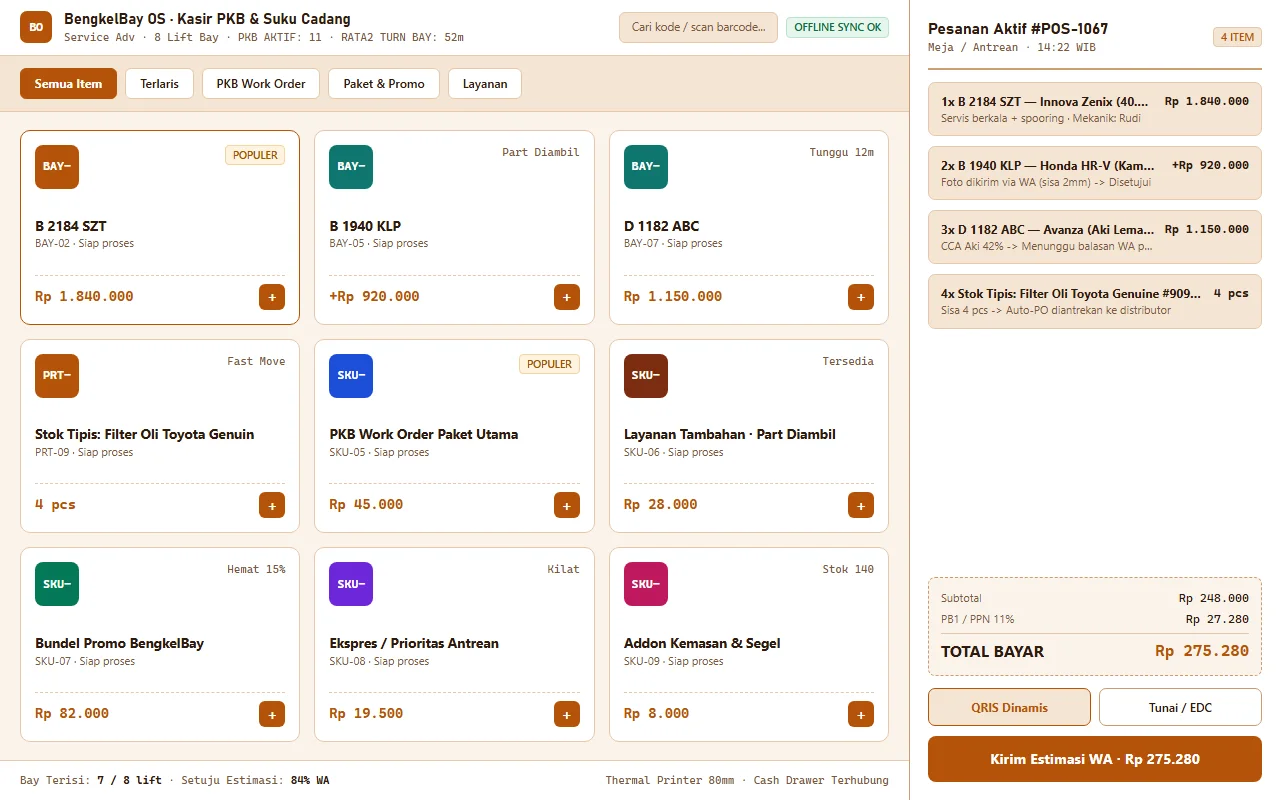 BO
BengkelBay OS · Kasir PKB & Suku Cadang
Service Adv · 8 Lift Bay · PKB AKTIF: 11 · RATA2 TURN BAY: 52m
Cari kode / scan barcode...
OFFLINE SYNC OK
Semua Item
Terlaris
PKB Work Order
Paket & Promo
Layanan
BAY–
POPULER
B 2184 SZT
BAY-02 · Siap proses
Rp 1.840.000
+
BAY–
Part Diambil
B 1940 KLP
BAY-05 · Siap proses
+Rp 920.000
+
BAY–
Tunggu 12m
D 1182 ABC
BAY-07 · Siap proses
Rp 1.150.000
+
PRT–
Fast Move
Stok Tipis: Filter Oli Toyota Genuin
PRT-09 · Siap proses
4 pcs
+
SKU–
POPULER
PKB Work Order Paket Utama
SKU-05 · Siap proses
Rp 45.000
+
SKU–
Tersedia
Layanan Tambahan · Part Diambil
SKU-06 · Siap proses
Rp 28.000
+
SKU–
Hemat 15%
Bundel Promo BengkelBay
SKU-07 · Siap proses
Rp 82.000
+
SKU–
Kilat
Ekspres / Prioritas Antrean
SKU-08 · Siap proses
Rp 19.500
+
SKU–
Stok 140
Addon Kemasan & Segel
SKU-09 · Siap proses
Rp 8.000
+
Bay Terisi: 7 / 8 lift · Setuju Estimasi: 84% WA
Thermal Printer 80mm · Cash Drawer Terhubung
Pesanan Aktif #POS-1067
Meja / Antrean · 14:22 WIB
4 ITEM
1x B 2184 SZT — Innova Zenix (40.... Rp 1.840.000
Servis berkala + spooring · Mekanik: Rudi
2x B 1940 KLP — Honda HR-V (Kam... +Rp 920.000
Foto dikirim via WA (sisa 2mm) -> Disetujui
3x D 1182 ABC — Avanza (Aki Lema... Rp 1.150.000
CCA Aki 42% -> Menunggu balasan WA p...
4x Stok Tipis: Filter Oli Toyota Genuine #909... 4 pcs
Sisa 4 pcs -> Auto-PO diantrekan ke distributor
Subtotal Rp 248.000
PB1 / PPN 11% Rp 27.280
TOTAL BAYAR Rp 275.280
QRIS Dinamis
Tunai / EDC
Kirim Estimasi WA · Rp 275.280